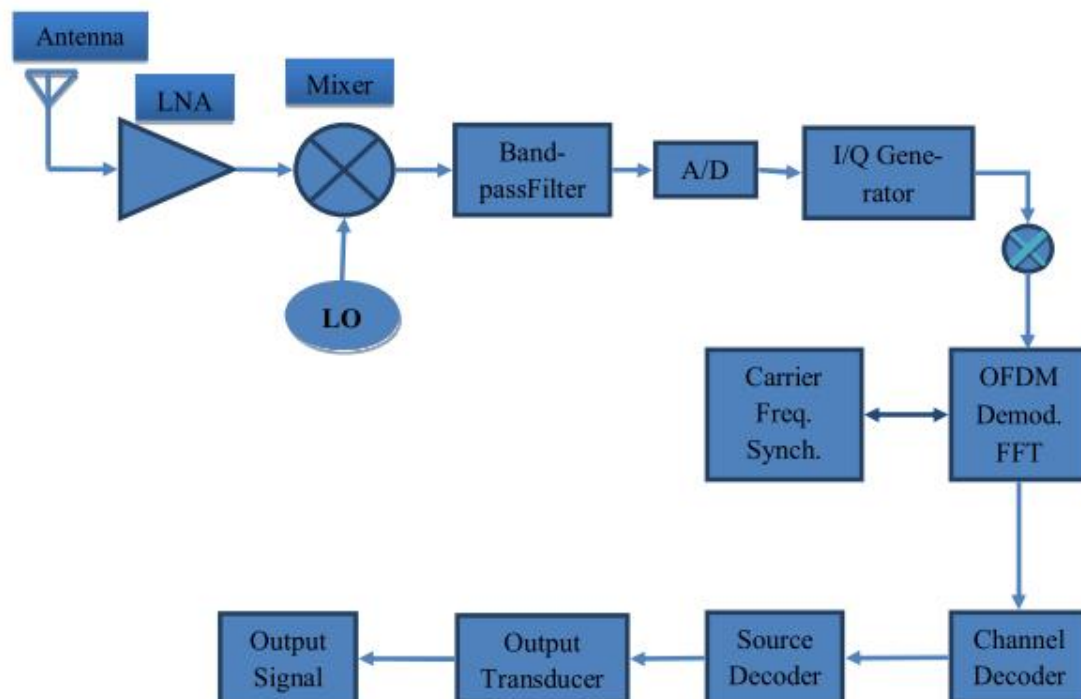 Antenna
LNA
Mixer
Band-
passFilter
A/D
I/Q Gene-
rator
LO
Carrier
Freq.
Synch.
OFDM
Demod.
FFT
Output
Signal
Output
Transducer
Source
Decoder
Channel
Decoder